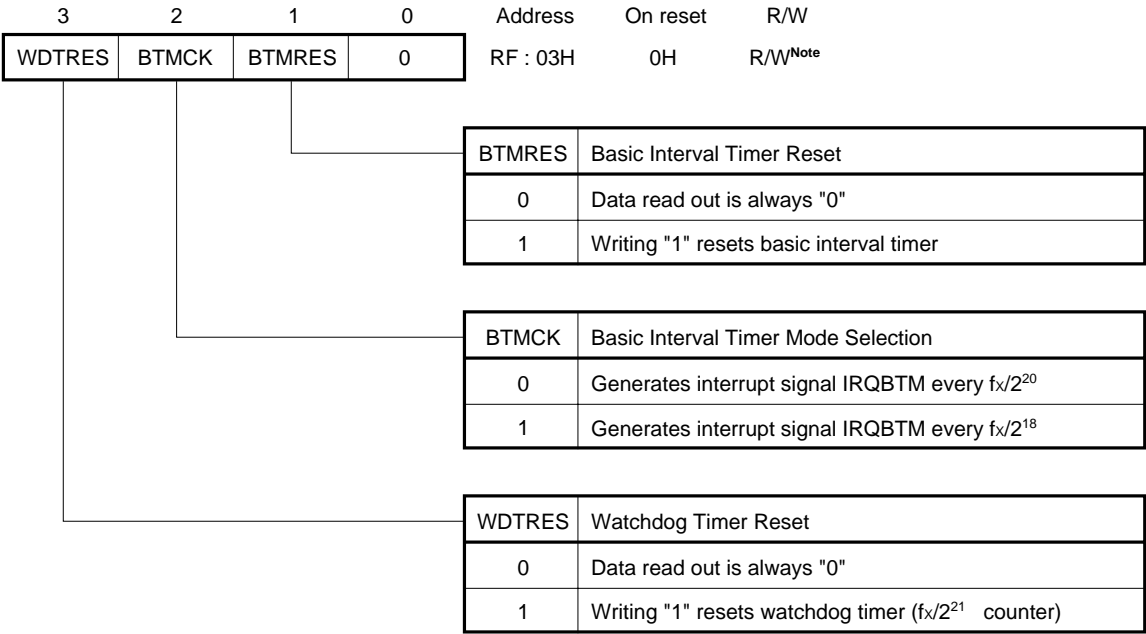 3 2 1 0 Address On reset R/W
WDTRES BTMCK BTMRES 0 RF : 03H 0H R/W^Note
BTMRES Basic Interval Timer Reset
0 Data read out is always "0"
1 Writing "1" resets basic interval timer
BTMCK Basic Interval Timer Mode Selection
0 Generates interrupt signal IRQBTM every fx/2^20
1 Generates interrupt signal IRQBTM every fx/2^18
WDTRES Watchdog Timer Reset
0 Data read out is always "0"
1 Writing "1" resets watchdog timer (fx/2^21 counter)